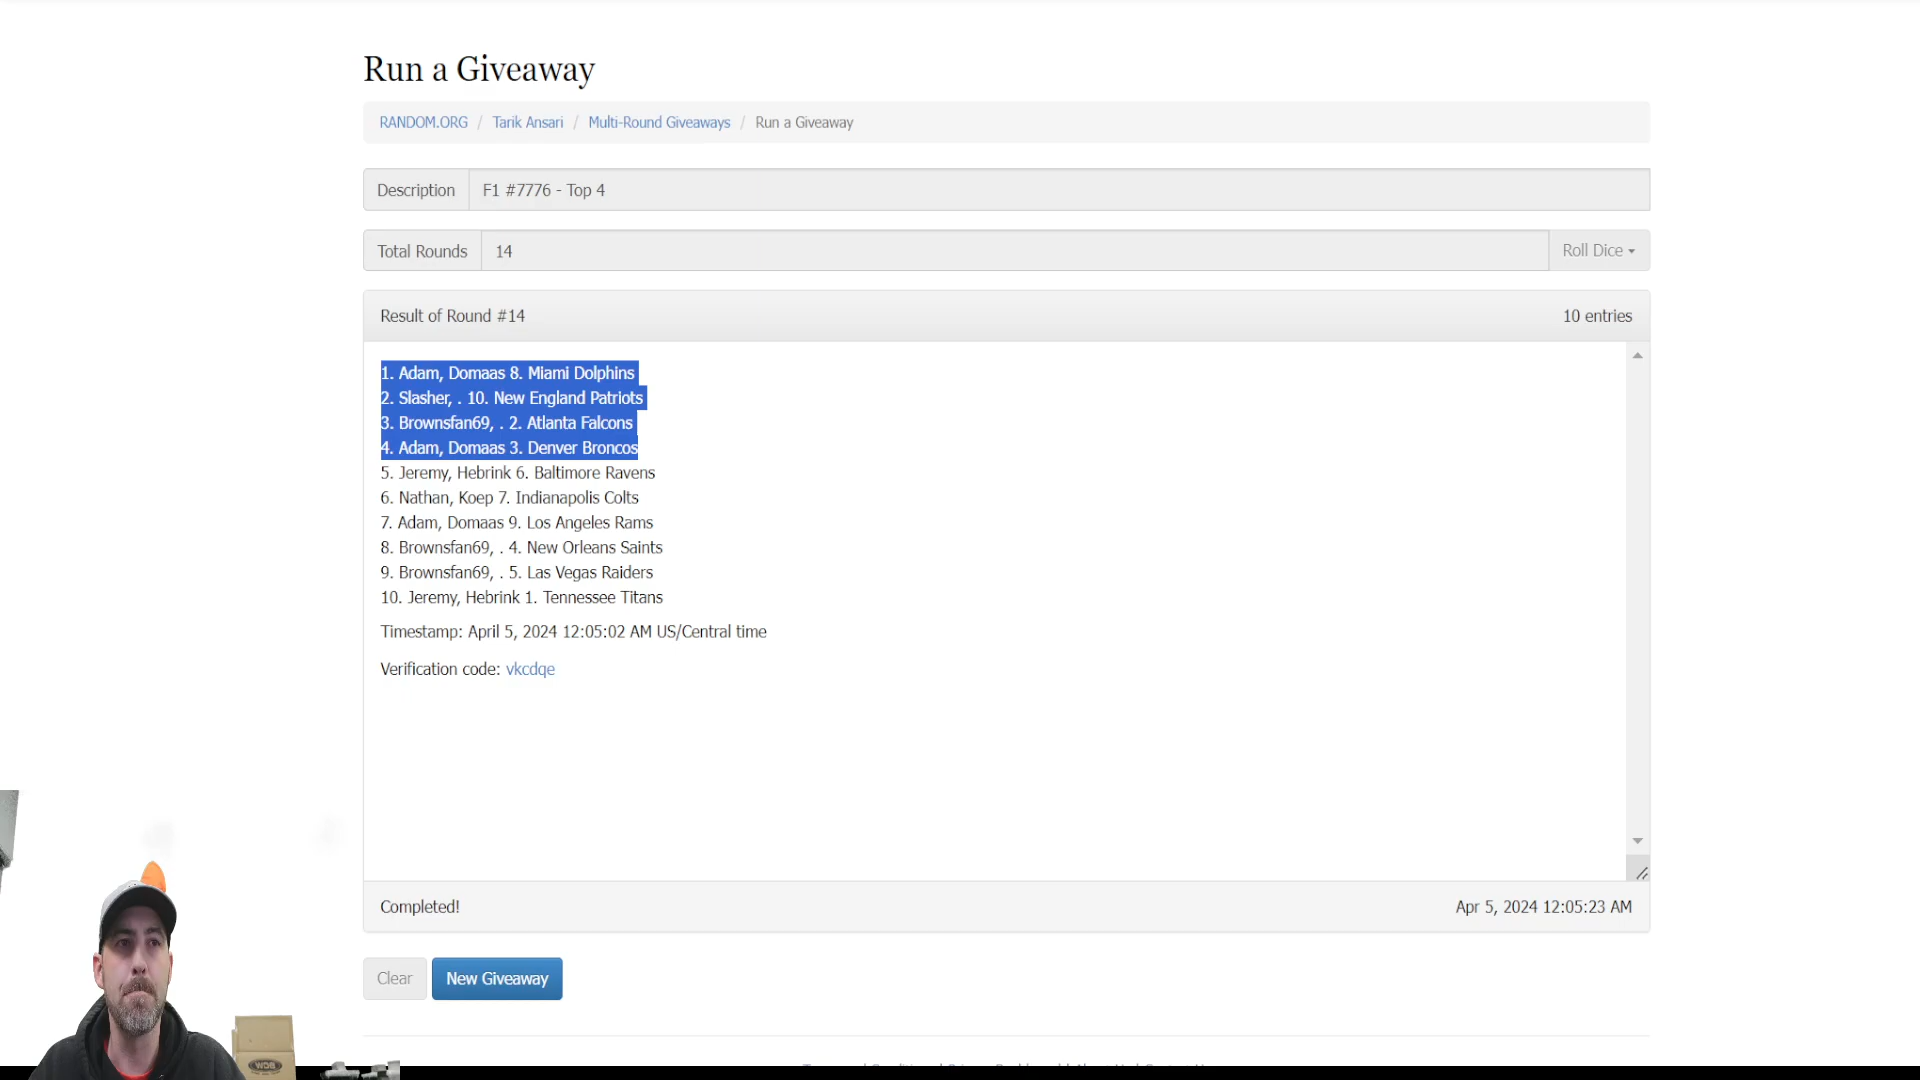 Run a Giveaway
RANDOM.ORG / Tarik Ansari / Multi-Round Giveaways / Run a Giveaway
Description F1 #7776 - Top 4
Total Rounds 14 Roll Dice
Result of Round #14 10 entries
1. Adam, Domaas 8. Miami Dolphins
2. Slasher, . 10. New England Patriots
3. Brownsfan69, . 2. Atlanta Falcons
4. Adam, Domaas 3. Denver Broncos
5. Jeremy, Hebrink 6. Baltimore Ravens
6. Nathan, Koep 7. Indianapolis Colts
7. Adam, Domaas 9. Los Angeles Rams
8. Brownsfan69, . 4. New Orleans Saints
9. Brownsfan69, . 5. Las Vegas Raiders
10. Jeremy, Hebrink 1. Tennessee Titans
Timestamp: April 5, 2024 12:05:02 AM US/Central time
Verification code: vkcdqe
Completed! Apr 5, 2024 12:05:23 AM
Clear New Giveaway